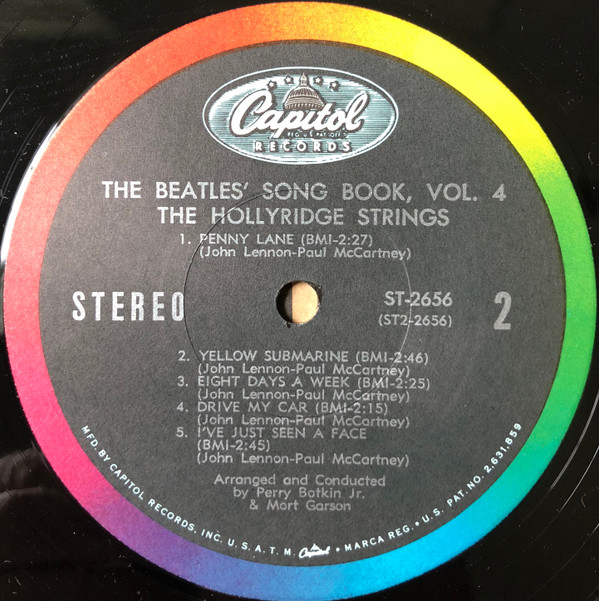 Capitol
RECORDS
THE BEATLES' SONG BOOK, VOL. 4
THE HOLLYRIDGE STRINGS
1. PENNY LANE (BMI-2:27)
(John Lennon-Paul McCartney)
STEREO
ST-2656
(ST2-2656)
2
2. YELLOW SUBMARINE (BMI-2:46)
(John Lennon-Paul McCartney)
3. EIGHT DAYS A WEEK (BMI-2:25)
(John Lennon-Paul McCartney)
4. DRIVE MY CAR (BMI-2:15)
(John Lennon-Paul McCartney)
5. I'VE JUST SEEN A FACE
(BMI-2:45)
(John Lennon-Paul McCartney)
Arranged and Conducted
by Perry Botkin Jr.
& Mort Garson
MFD. BY CAPITOL RECORDS, INC. U. S. A. T. M. Capitol • MARCA REG. • U. S. PAT. NO. 2,631,859